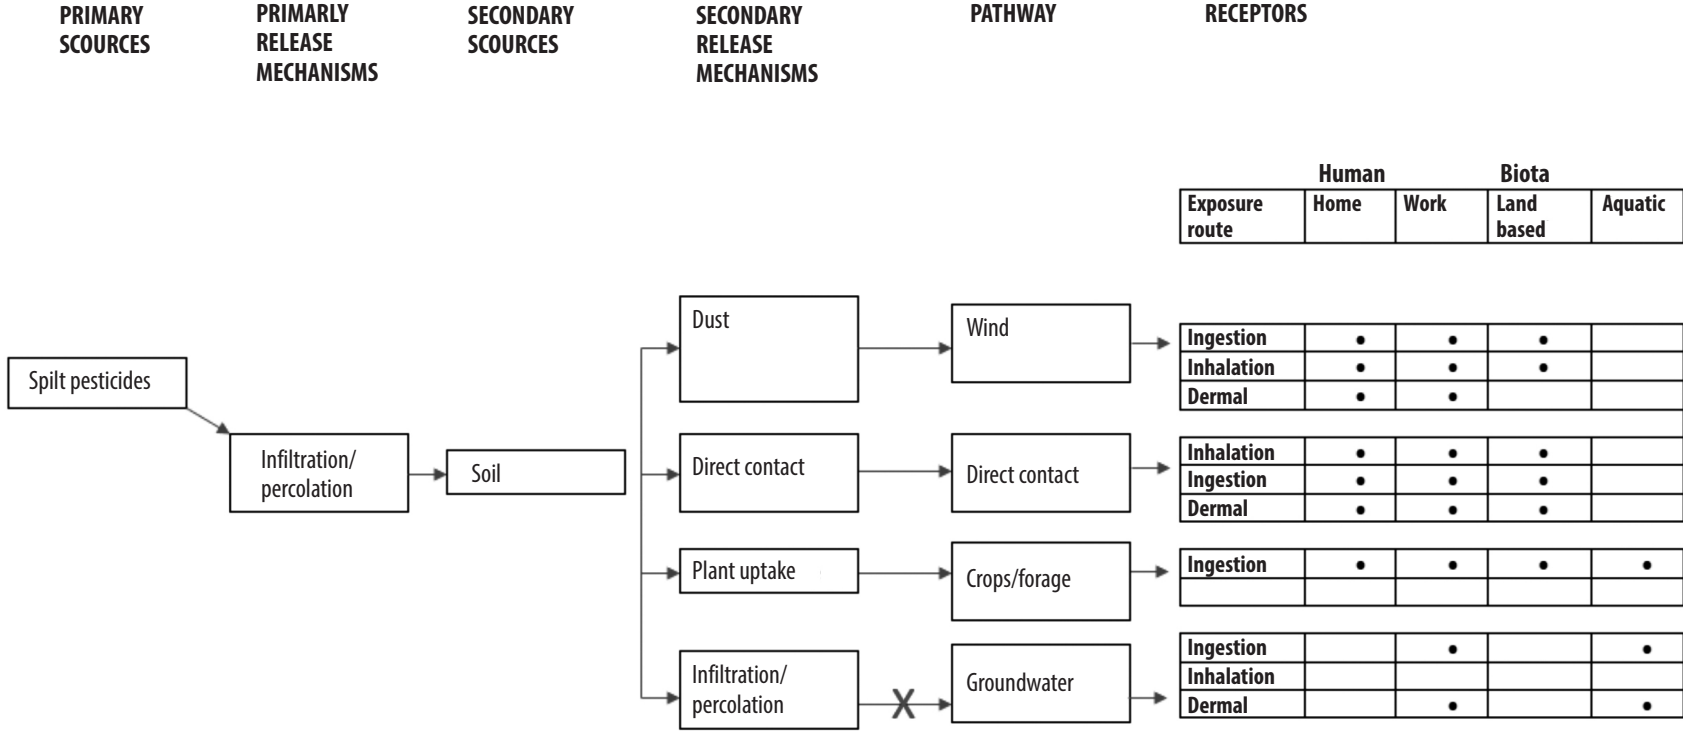 PRIMARY
SCOURCES
PRIMARLY
RELEASE
MECHANISMS
SECONDARY
SCOURCES
SECONDARY
RELEASE
MECHANISMS
PATHWAY
RECEPTORS
Human
Biota
Exposure
route
Home
Work
Land
based
Aquatic
Spilt pesticides
Infiltration/
percolation
Soil
Dust
Wind
Ingestion • • •
Inhalation • • •
Dermal • •
Direct contact
Direct contact
Inhalation • • •
Ingestion • • •
Dermal • • •
Plant uptake
Crops/forage
Ingestion • • • •
Infiltration/
percolation
X
Groundwater
Ingestion • •
Inhalation
Dermal • •